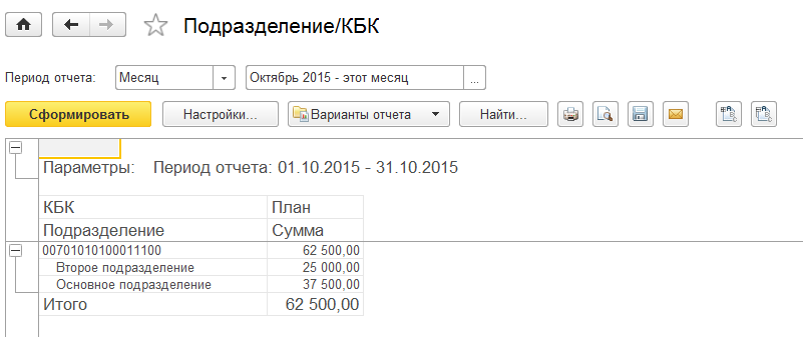 Подразделение/КБК
Период отчета: Месяц Октябрь 2015 - этот месяц ...
Сформировать Настройки... Варианты отчета Найти...
Параметры: Период отчета: 01.10.2015 - 31.10.2015
КБК План
Подразделение Сумма
00701010100011100 62 500,00
Второе подразделение 25 000,00
Основное подразделение 37 500,00
Итого 62 500,00